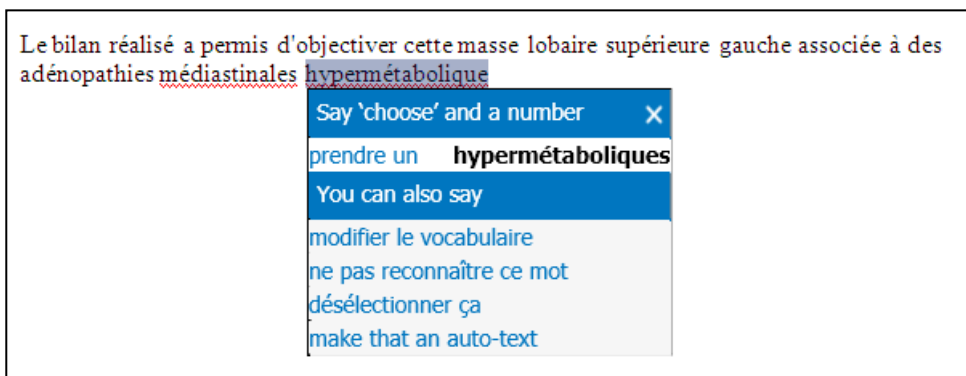 Le bilan réalisé a permis d'objectiver cette masse lobaire supérieure gauche associée à des
adénopathies médiastinales hypermétabolique
Say ‘choose’ and a number ×
prendre un hypermétaboliques
You can also say
modifier le vocabulaire
ne pas reconnaître ce mot
désélectionner ça
make that an auto-text